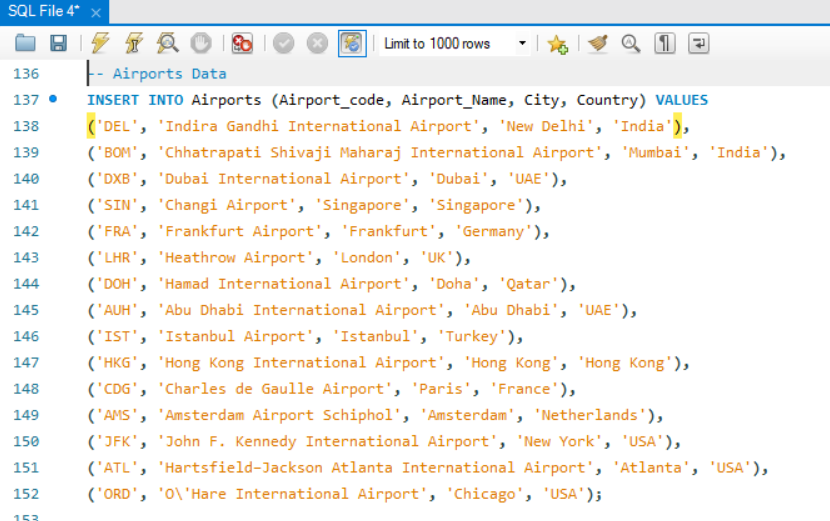 SQL File 4*
Limit to 1000 rows
136 -- Airports Data
137 INSERT INTO Airports (Airport_code, Airport_Name, City, Country) VALUES
138 ('DEL', 'Indira Gandhi International Airport', 'New Delhi', 'India'),
139 ('BOM', 'Chhatrapati Shivaji Maharaj International Airport', 'Mumbai', 'India'),
140 ('DXB', 'Dubai International Airport', 'Dubai', 'UAE'),
141 ('SIN', 'Changi Airport', 'Singapore', 'Singapore'),
142 ('FRA', 'Frankfurt Airport', 'Frankfurt', 'Germany'),
143 ('LHR', 'Heathrow Airport', 'London', 'UK'),
144 ('DOH', 'Hamad International Airport', 'Doha', 'Qatar'),
145 ('AUH', 'Abu Dhabi International Airport', 'Abu Dhabi', 'UAE'),
146 ('IST', 'Istanbul Airport', 'Istanbul', 'Turkey'),
147 ('HKG', 'Hong Kong International Airport', 'Hong Kong', 'Hong Kong'),
148 ('CDG', 'Charles de Gaulle Airport', 'Paris', 'France'),
149 ('AMS', 'Amsterdam Airport Schiphol', 'Amsterdam', 'Netherlands'),
150 ('JFK', 'John F. Kennedy International Airport', 'New York', 'USA'),
151 ('ATL', 'Hartsfield-Jackson Atlanta International Airport', 'Atlanta', 'USA'),
152 ('ORD', 'O\'Hare International Airport', 'Chicago', 'USA');
153